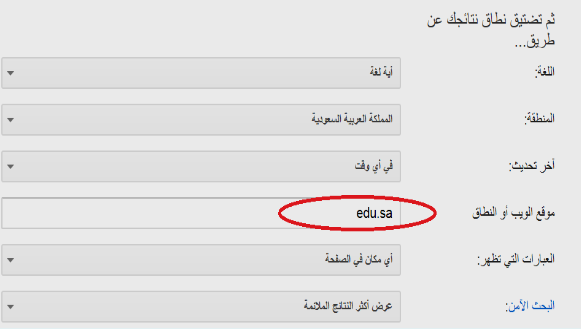 ثم تضئيق نطاق نتائجك عن
طريق...
اللغة:
أية لغة
المنطقة:
المملكة العربية السعودية
آخر تحديث:
في أي وقت
موقع الويب أو النطاق
edu.sa
العبارات التي تظهر:
أي مكان في الصفحة
البحث الآمن:
عرض أكثر النتائج الملائمة